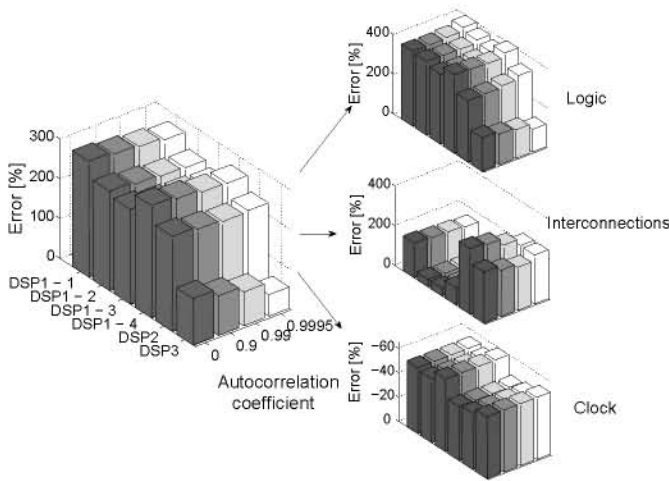 400
200
0
Error [%]
Logic
300
200
100
0
Error [%]
DSP1 - 1
DSP1 - 2
DSP1 - 3
DSP1 - 4
DSP2
DSP3
0
0.9
0.99
0.9995
Autocorrelation
coefficient
400
200
0
Error [%]
Interconnections
-60
-40
-20
0
Error [%]
Clock